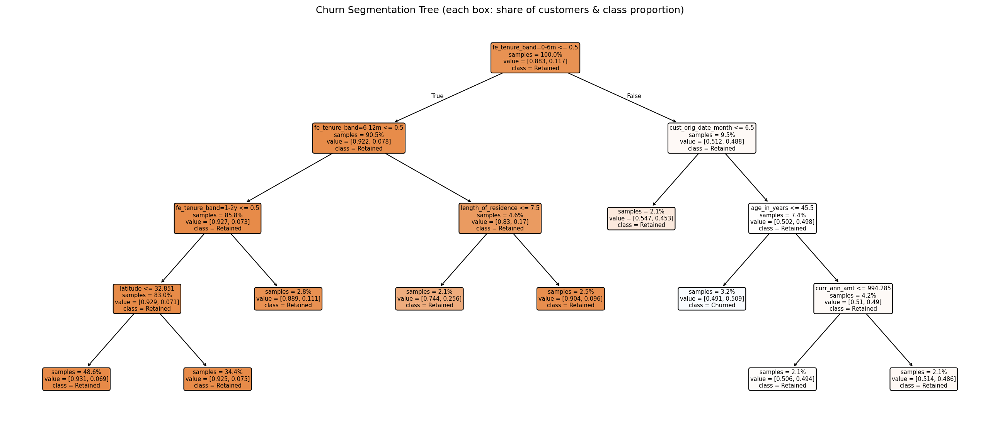 Churn Segmentation Tree (each box: share of customers & class proportion)
fe_tenure_band=0-6m <= 0.5
samples = 100.0%
value = [0.883, 0.117]
class = Retained
True
False
fe_tenure_band=6-12m <= 0.5
samples = 90.5%
value = [0.922, 0.078]
class = Retained
cust_orig_date_month <= 6.5
samples = 9.5%
value = [0.512, 0.488]
class = Retained
fe_tenure_band=1-2y <= 0.5
samples = 85.8%
value = [0.927, 0.073]
class = Retained
length_of_residence <= 7.5
samples = 4.6%
value = [0.83, 0.17]
class = Retained
samples = 2.1%
value = [0.547, 0.453]
class = Retained
age_in_years <= 45.5
samples = 7.4%
value = [0.502, 0.498]
class = Retained
latitude <= 32.851
samples = 83.0%
value = [0.929, 0.071]
class = Retained
samples = 2.8%
value = [0.889, 0.111]
class = Retained
samples = 2.1%
value = [0.744, 0.256]
class = Retained
samples = 2.5%
value = [0.904, 0.096]
class = Retained
samples = 3.2%
value = [0.491, 0.509]
class = Churned
curr_ann_amt <= 994.285
samples = 4.2%
value = [0.51, 0.49]
class = Retained
samples = 48.6%
value = [0.931, 0.069]
class = Retained
samples = 34.4%
value = [0.925, 0.075]
class = Retained
samples = 2.1%
value = [0.506, 0.494]
class = Retained
samples = 2.1%
value = [0.514, 0.486]
class = Retained